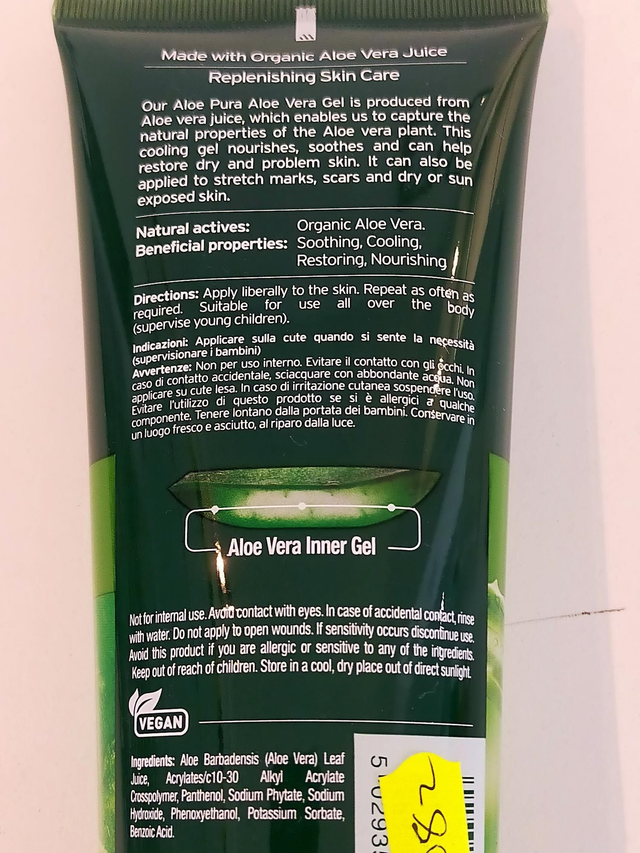 Made with Organic Aloe Vera Juice
Replenishing Skin Care
Our Aloe Pura Aloe Vera Gel is produced from
Aloe vera juice, which enables us to capture the
natural properties of the Aloe vera plant. This
cooling gel nourishes, soothes and can help
restore dry and problem skin. It can also be
applied to stretch marks, scars and dry or sun
exposed skin.
Natural actives: Organic Aloe Vera.
Beneficial properties: Soothing, Cooling,
Restoring, Nourishing
Directions: Apply liberally to the skin. Repeat as often as
required. Suitable for use all over the body
(supervise young children).
Indicazioni: Applicare sulla cute quando si sente la necessità
(supervisionare i bambini)
Avvertenze: Non per uso interno. Evitare il contatto con gli occhi. In
caso di contatto accidentale, sciacquare con abbondante acqua. Non
applicare su cute lesa. In caso di irritazione cutanea sospendere l'uso.
Evitare l'utilizzo di questo prodotto se si è allergici a qualche
componente. Tenere lontano dalla portata dei bambini. Conservare in
un luogo fresco e asciutto, al riparo dalla luce.
Aloe Vera Inner Gel
Not for internal use. Avoid contact with eyes. In case of accidental contact, rinse
with water. Do not apply to open wounds. If sensitivity occurs discontinue use.
Avoid this product if you are allergic or sensitive to any of the ingredients.
Keep out of reach of children. Store in a cool, dry place out of direct sunlight.
VEGAN
Ingredients: Aloe Barbadensis (Aloe Vera) Leaf
Juice, Acrylates/c10-30 Alkyl Acrylate
Crosspolymer, Panthenol, Sodium Phytate, Sodium
Hydroxide, Phenoxyethanol, Potassium Sorbate,
Benzoic Acid.